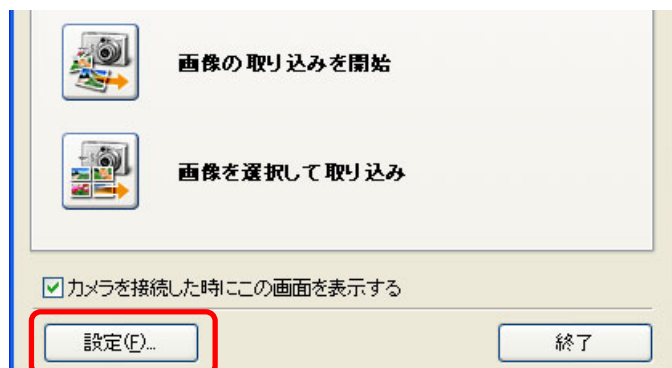 画像の取り込みを開始
画像を選択して取り込み
カメラを接続した時にこの画面を表示する
設定(F)...
終了